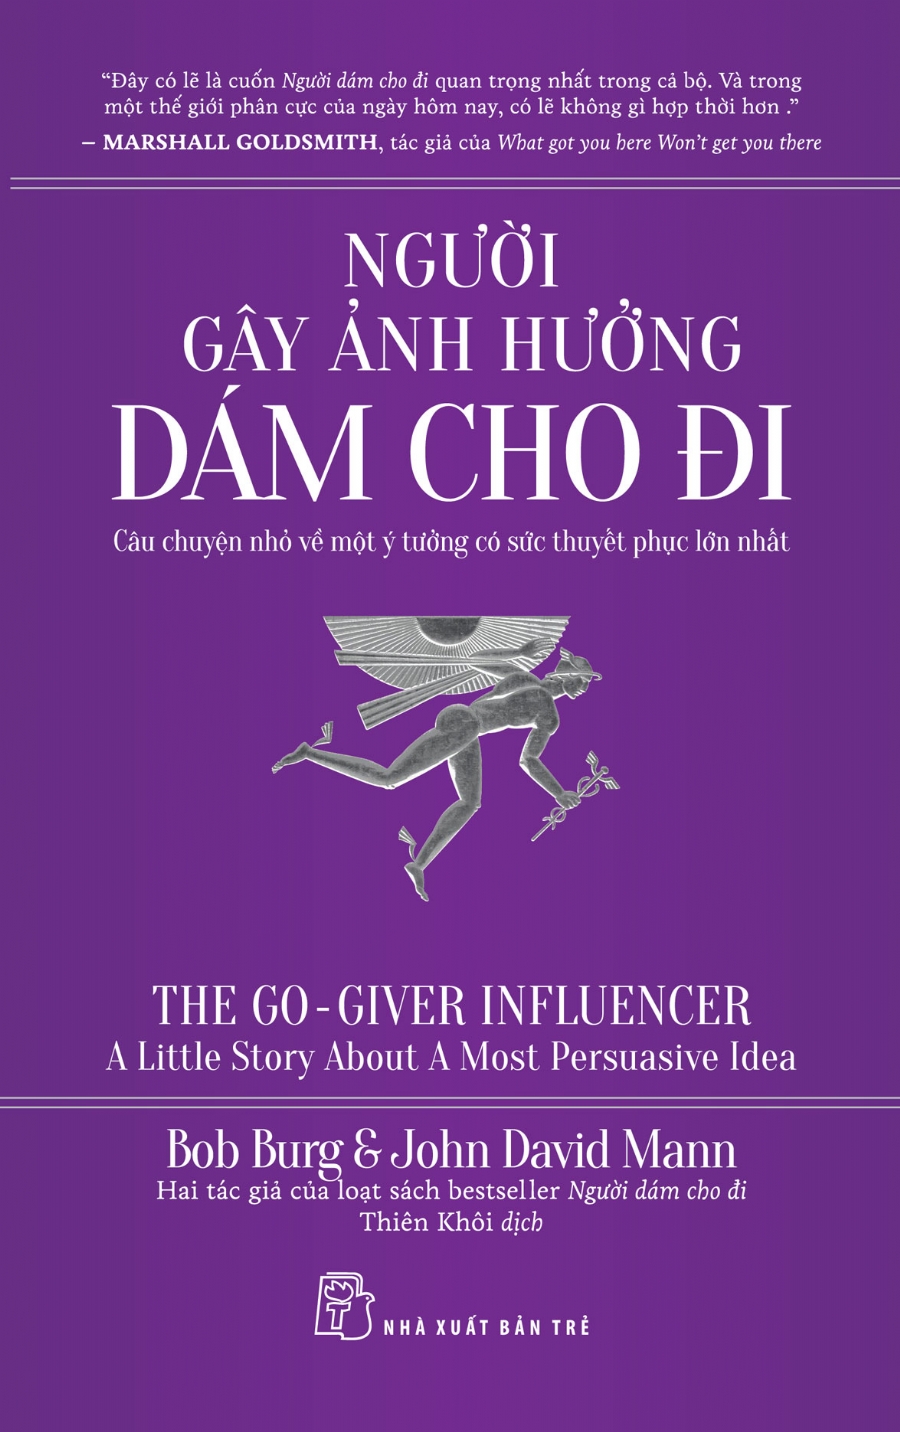 “Đây có lẽ là cuốn Người dám cho đi quan trọng nhất trong cả bộ. Và trong
một thế giới phân cực của ngày hôm nay, có lẽ không gì hợp thời hơn .”
– MARSHALL GOLDSMITH, tác giả của What got you here Won’t get you there
NGƯỜI
GÂY ẢNH HƯỞNG
DÁM CHO ĐI
Câu chuyện nhỏ về một ý tưởng có sức thuyết phục lớn nhất
THE GO-GIVER INFLUENCER
A Little Story About A Most Persuasive Idea
Bob Burg & John David Mann
Hai tác giả của loạt sách bestseller Người dám cho đi
Thiên Khôi dịch
T
NHÀ XUẤT BẢN TRẺ